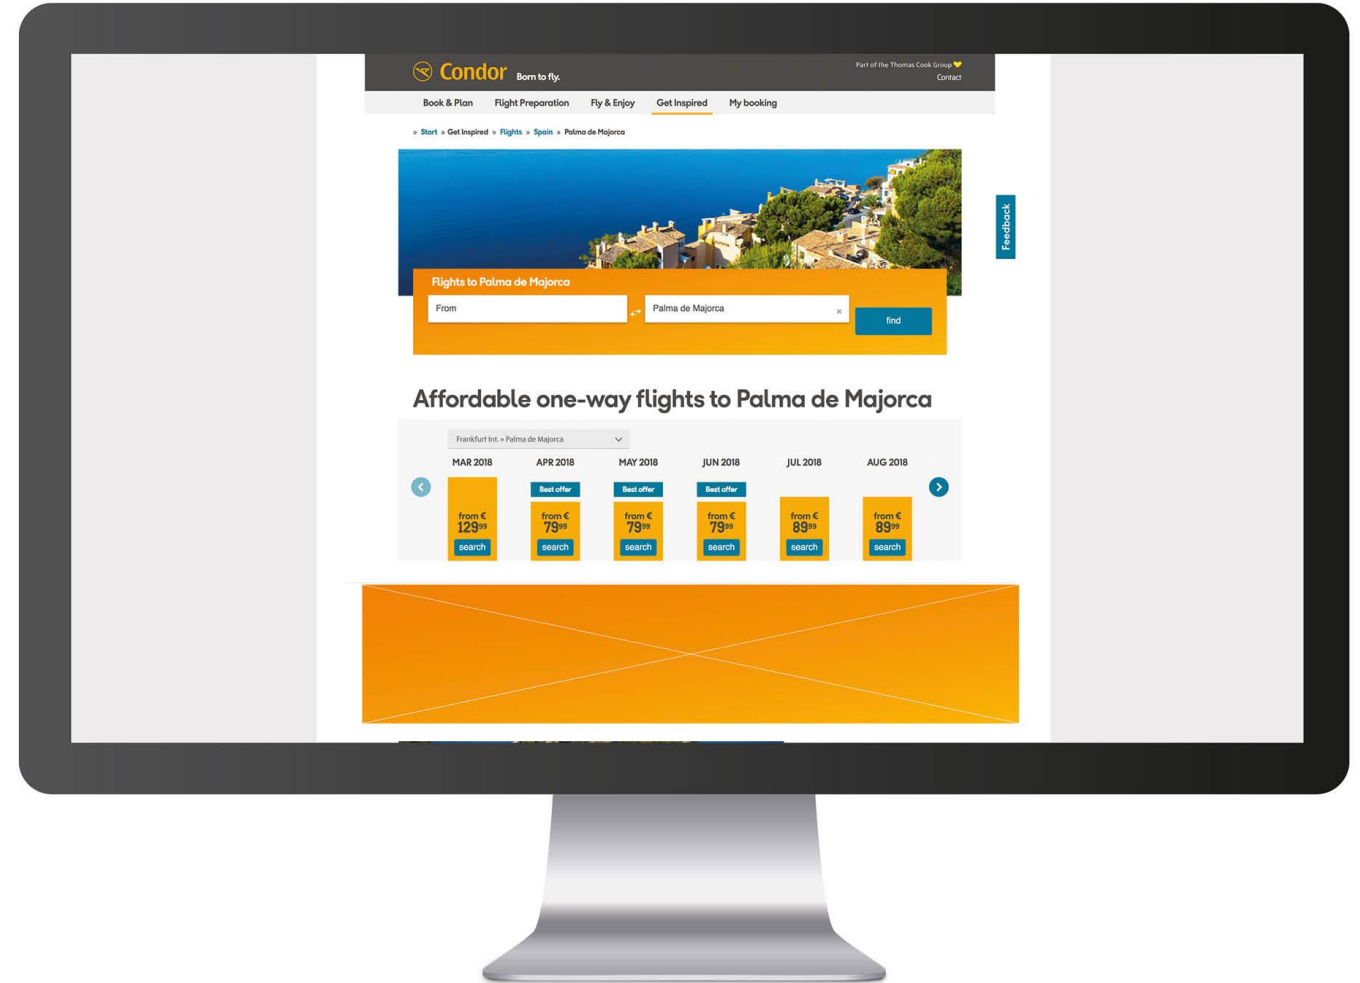 Condor Born to fly.
Part of the Thomas Cook Group
Contact
Book & Plan Flight Preparation Fly & Enjoy Get Inspired My booking
» Start » Get Inspired » Flights » Spain » Palma de Majorca
Feedback
Flights to Palma de Majorca
From Palma de Majorca × find
Affordable one-way flights to Palma de Majorca
Frankfurt Int. » Palma de Majorca
MAR 2018 APR 2018 MAY 2018 JUN 2018 JUL 2018 AUG 2018
Best offer Best offer Best offer
from € from € from € from € from € from €
129⁹⁹ 79⁹⁹ 79⁹⁹ 79⁹⁹ 89⁹⁹ 89⁹⁹
search search search search search search